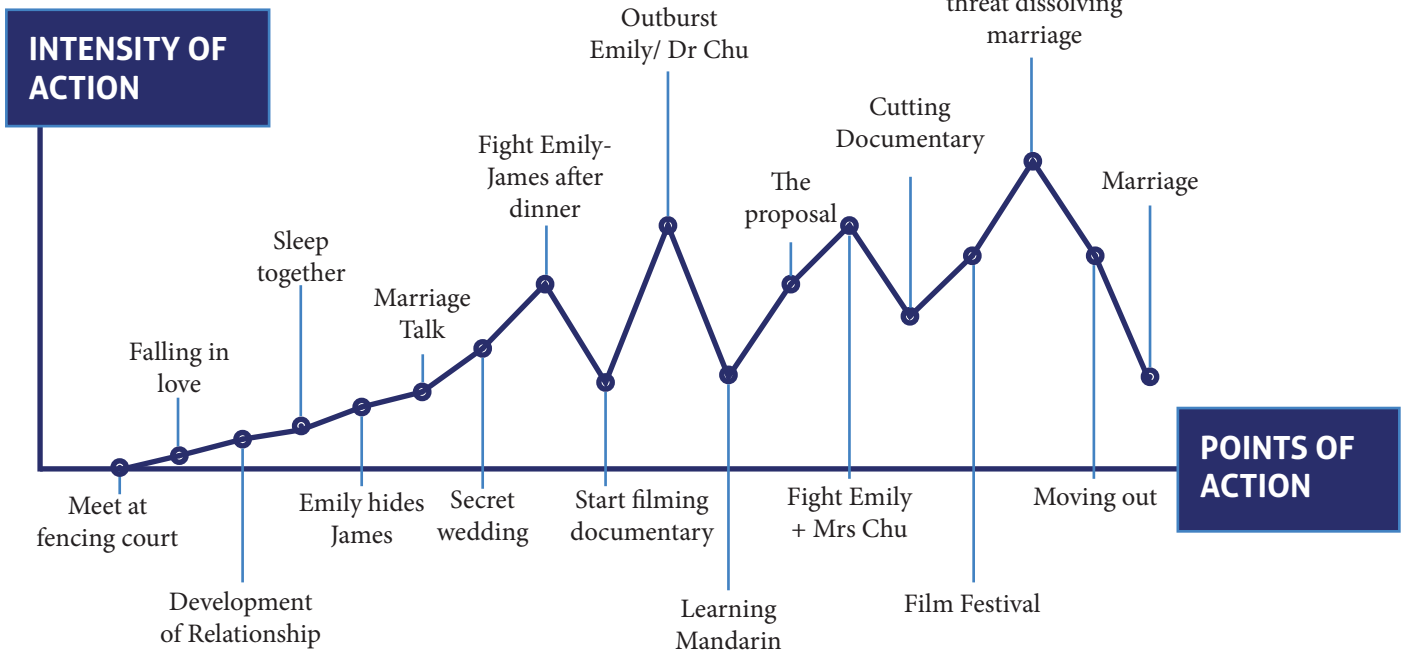 threat dissolving
marriage
Outburst
Emily/ Dr Chu
INTENSITY OF
ACTION
Cutting
Documentary
Fight Emily-
James after
dinner
The
proposal
Marriage
Sleep
together
Marriage
Talk
Falling in
love
POINTS OF
ACTION
Meet at
fencing court
Emily hides
James
Secret
wedding
Start filming
documentary
Fight Emily
+ Mrs Chu
Moving out
Development
of Relationship
Learning
Mandarin
Film Festival